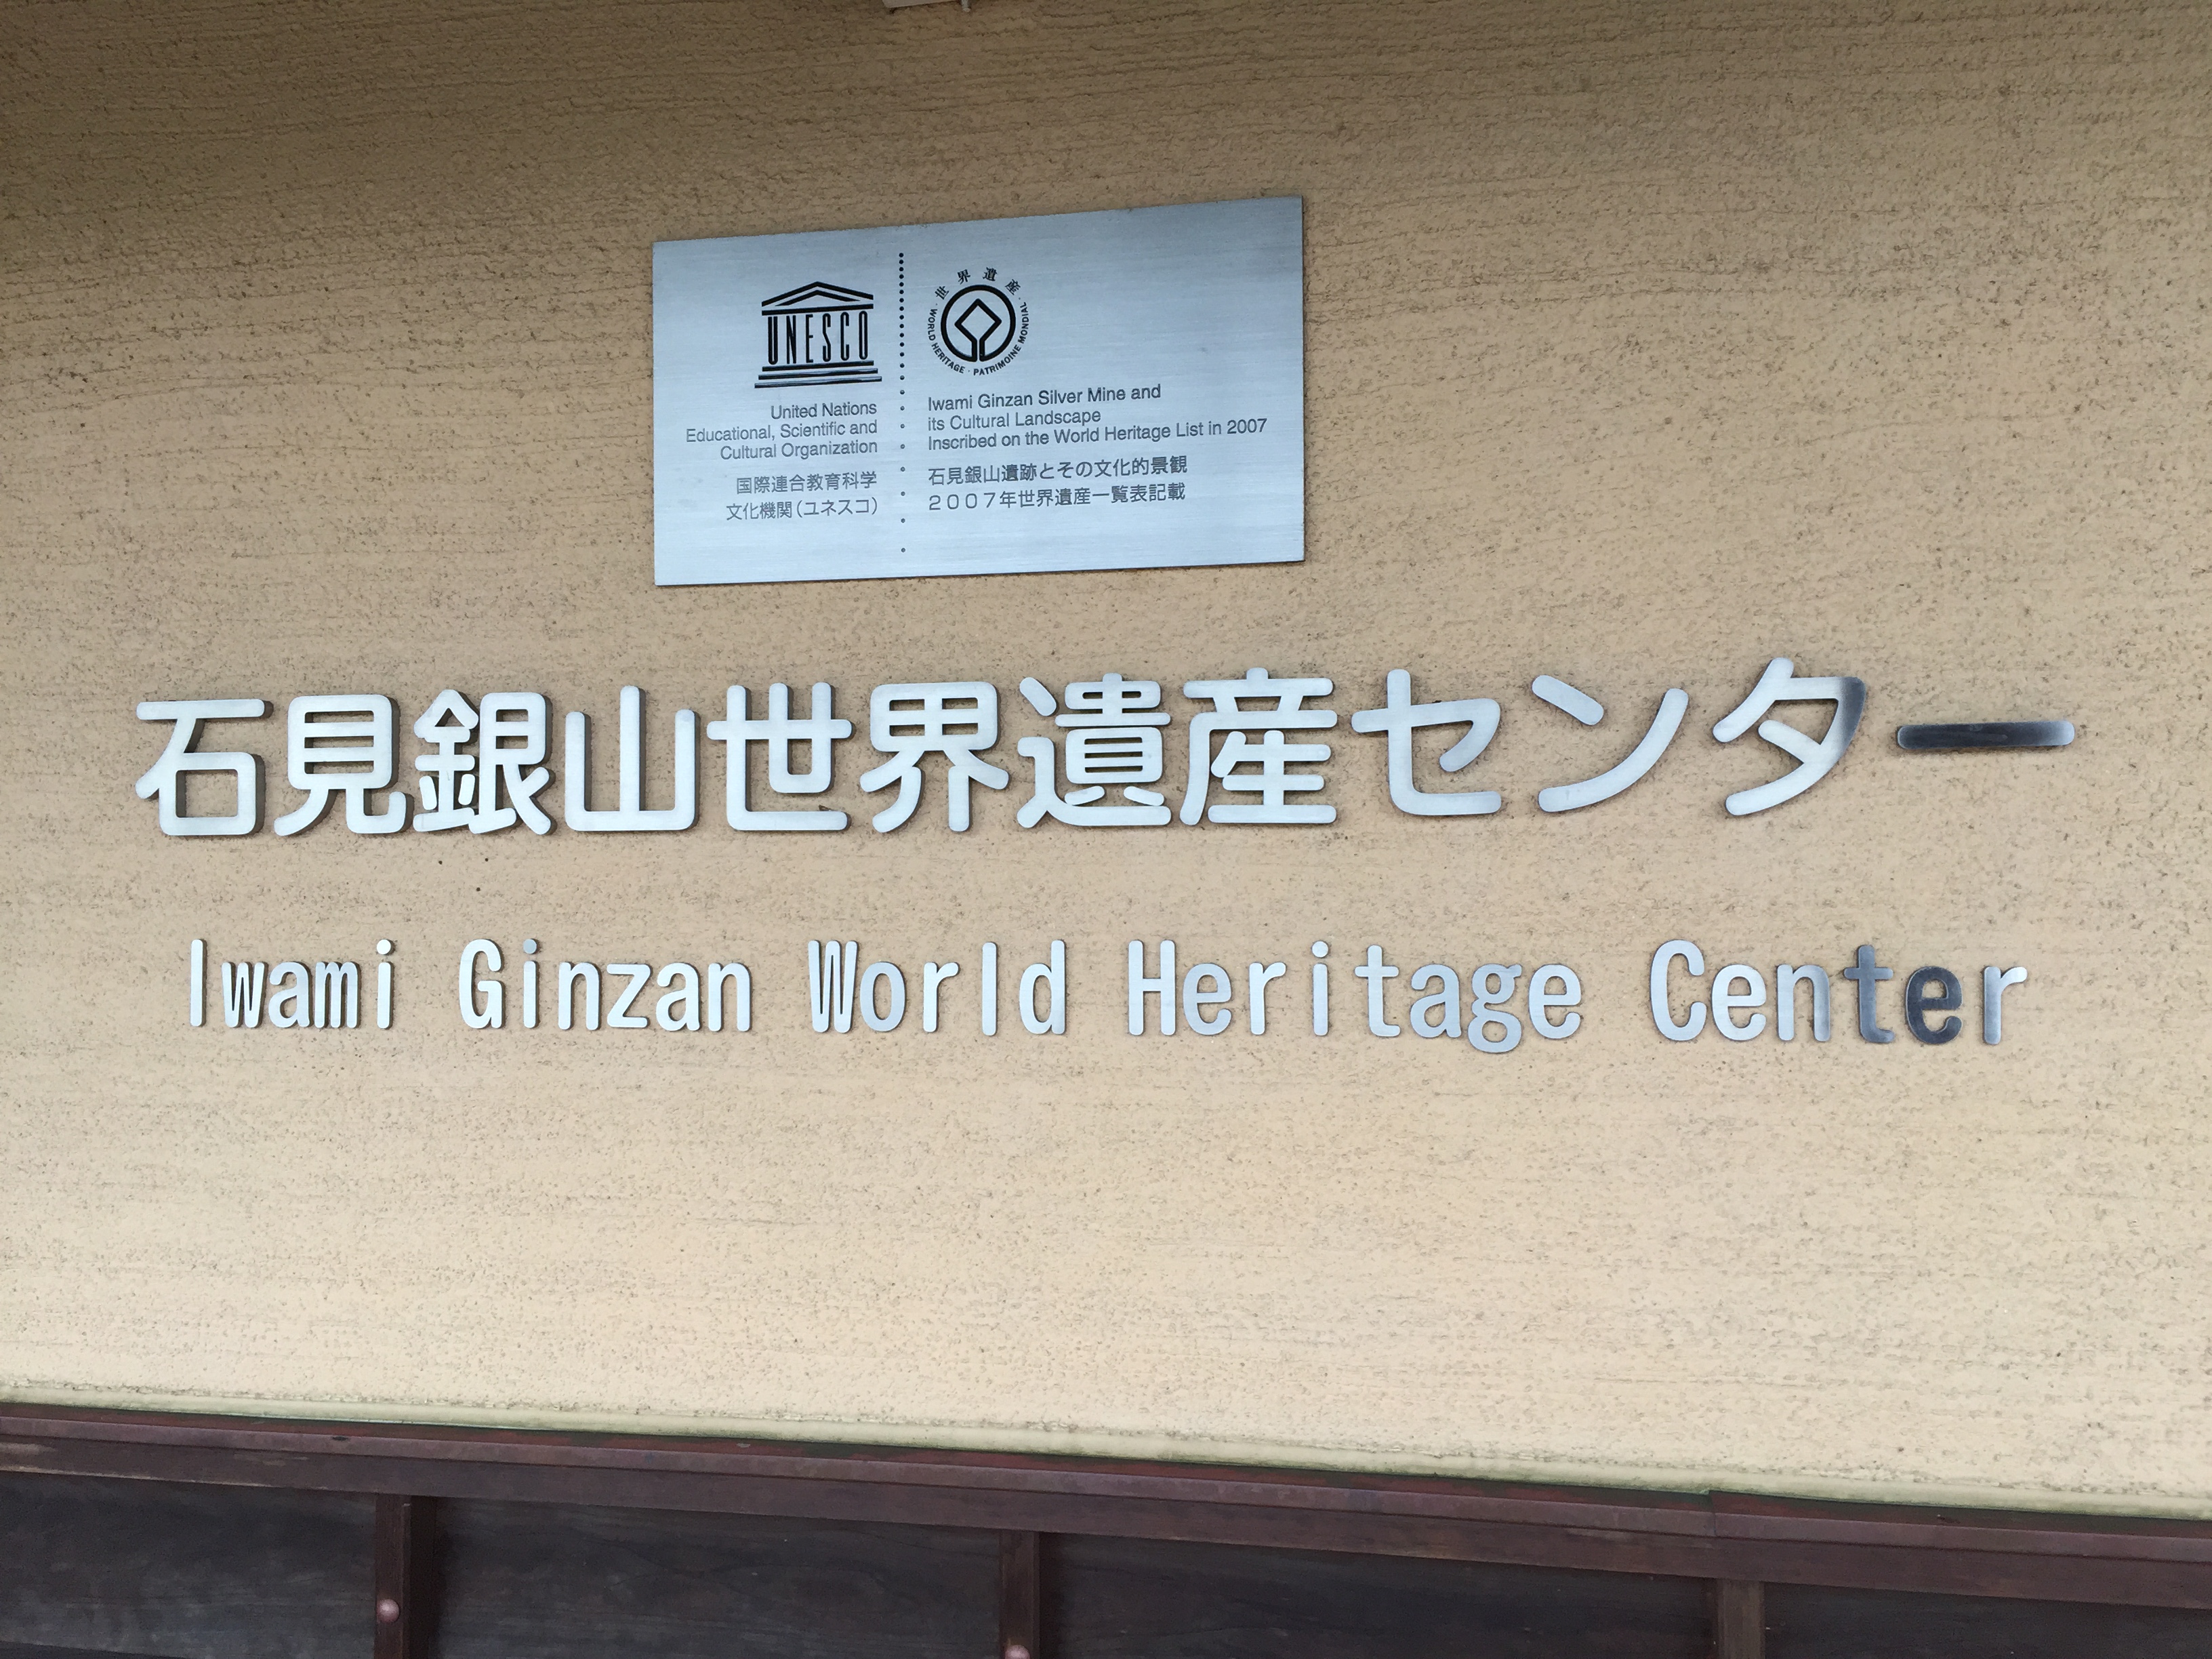 UNESCO
United Nations
Educational, Scientific and
Cultural Organization
国際連合教育科学
文化機関（ユネスコ）
世界遺産 · WORLD HERITAGE · PATRIMOINE MONDIAL ·
Iwami Ginzan Silver Mine and
its Cultural Landscape
Inscribed on the World Heritage List in 2007
石見銀山遺跡とその文化的景観
２００７年世界遺産一覧表記載
石見銀山世界遺産センター
Iwami Ginzan World Heritage Center